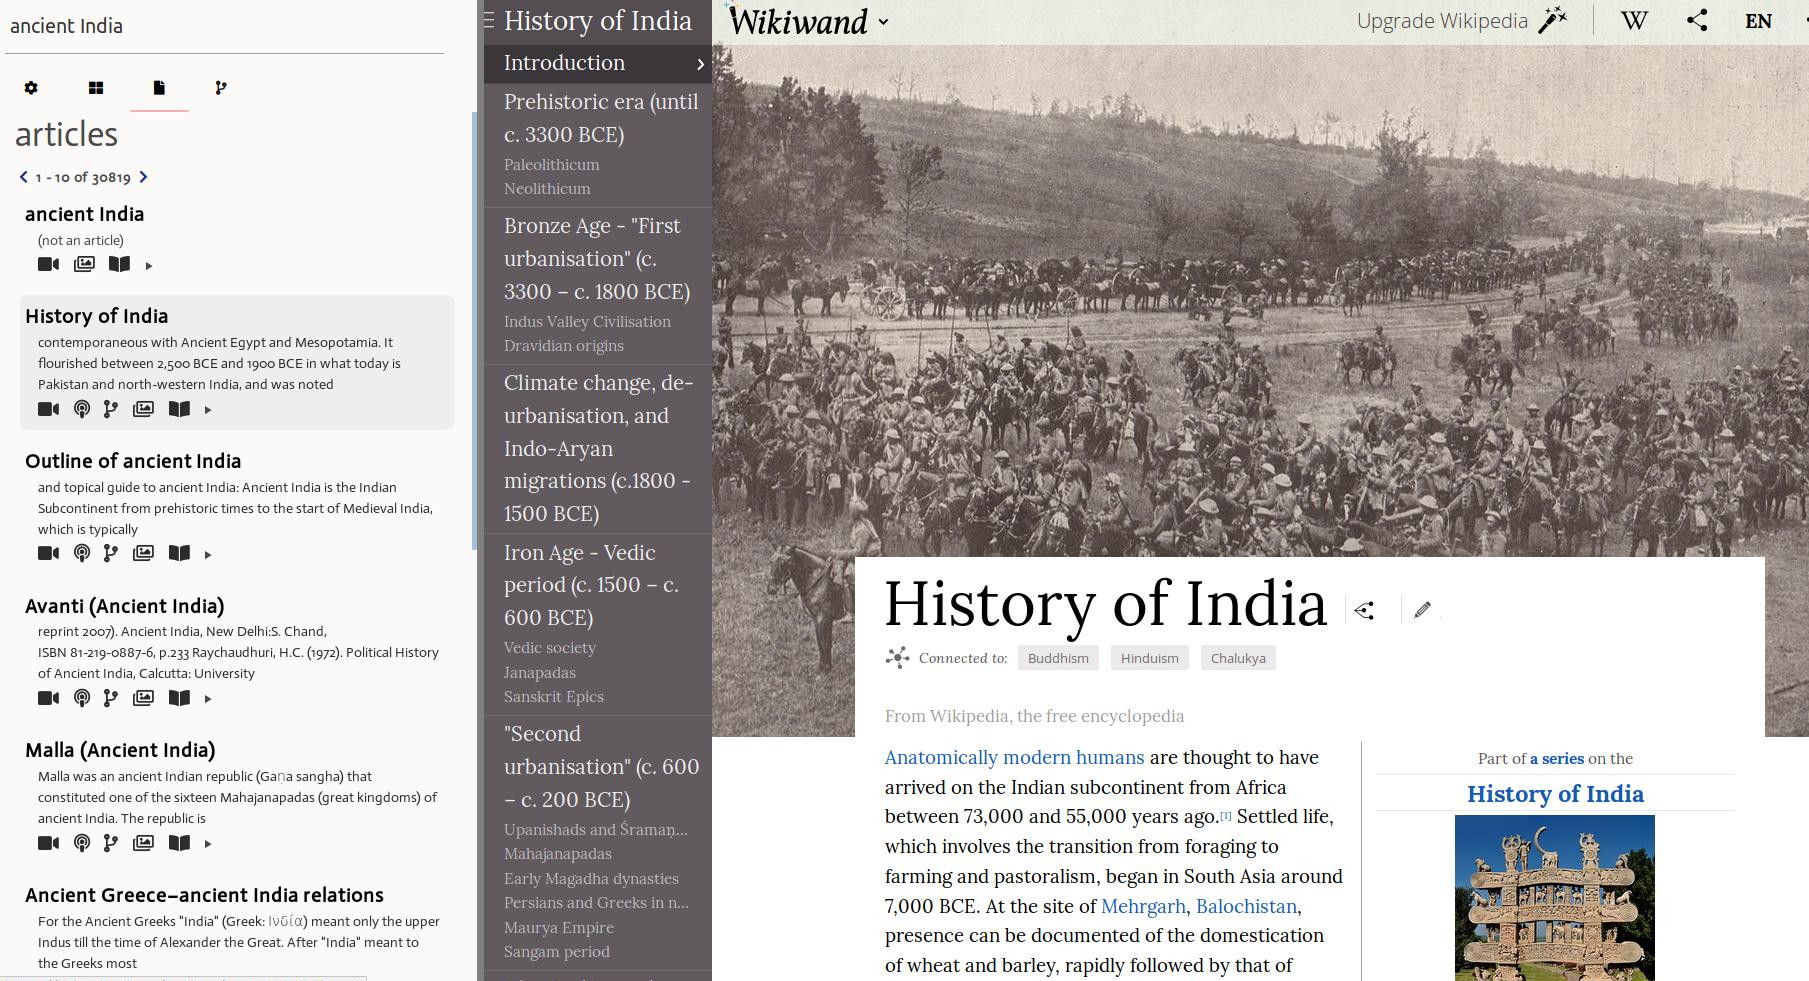 ancient India
articles
1 - 10 of 30819
ancient India
(not an article)
History of India
contemporaneous with Ancient Egypt and Mesopotamia. It
flourished between 2,500 BCE and 1900 BCE in what today is
Pakistan and north-western India, and was noted
Outline of ancient India
and topical guide to ancient India: Ancient India is the Indian
Subcontinent from prehistoric times to the start of Medieval India,
which is typically
Avanti (Ancient India)
reprint 2007). Ancient India, New Delhi:S. Chand,
ISBN 81-219-0887-6, p.233 Raychaudhuri, H.C. (1972). Political History
of Ancient India, Calcutta: University
Malla (Ancient India)
Malla was an ancient Indian republic (Gaṇa sangha) that
constituted one of the sixteen Mahajanapadas (great kingdoms) of
ancient India. The republic is
Ancient Greece–ancient India relations
For the Ancient Greeks "India" (Greek: Ινδία) meant only the upper
Indus till the time of Alexander the Great. After "India" meant to
the Greeks most
History of India
Introduction
Prehistoric era (until
c. 3300 BCE)
Paleolithicum
Neolithicum
Bronze Age - "First
urbanisation" (c.
3300 – c. 1800 BCE)
Indus Valley Civilisation
Dravidian origins
Climate change, de-
urbanisation, and
Indo-Aryan
migrations (c.1800 -
1500 BCE)
Iron Age - Vedic
period (c. 1500 – c.
600 BCE)
Vedic society
Janapadas
Sanskrit Epics
"Second
urbanisation" (c. 600
– c. 200 BCE)
Upanishads and Śramaṇ...
Mahajanapadas
Early Magadha dynasties
Persians and Greeks in n...
Maurya Empire
Sangam period
Wikiwand
Upgrade Wikipedia
W
EN
History of India
Connected to: Buddhism Hinduism Chalukya
From Wikipedia, the free encyclopedia
Anatomically modern humans are thought to have
arrived on the Indian subcontinent from Africa
between 73,000 and 55,000 years ago.[1] Settled life,
which involves the transition from foraging to
farming and pastoralism, began in South Asia around
7,000 BCE. At the site of Mehrgarh, Balochistan,
presence can be documented of the domestication
of wheat and barley, rapidly followed by that of
Part of a series on the
History of India